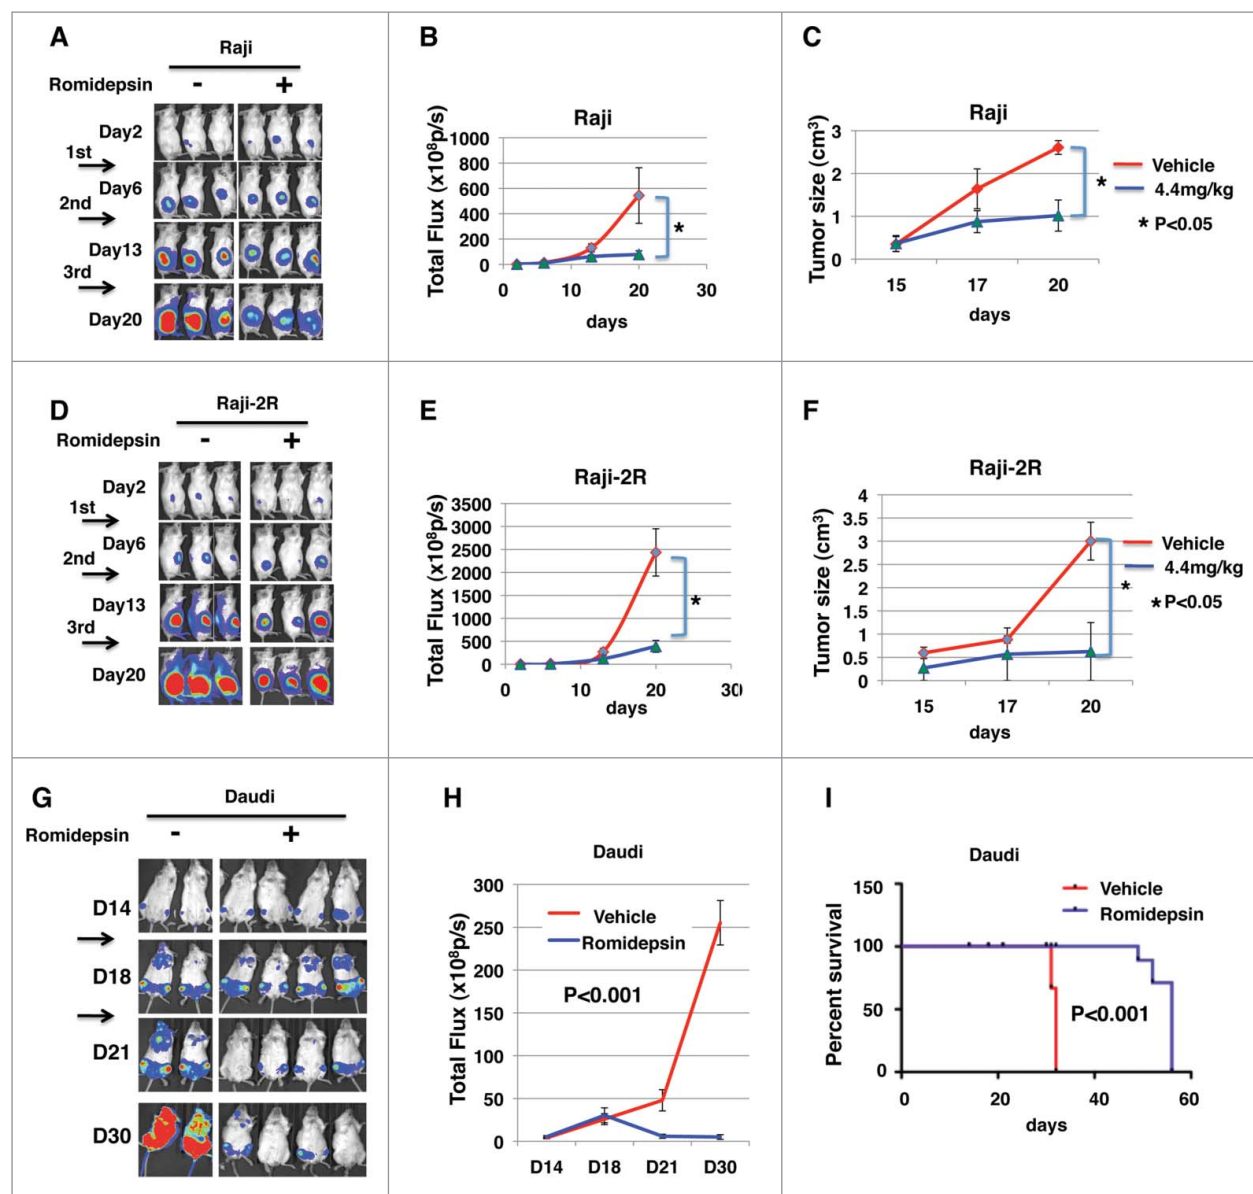 A
Raji
Romidepsin - +
Day2
1st
Day6
2nd
Day13
3rd
Day20
B
Raji
Total Flux (x10⁸p/s)
1000
800
600
400
200
0
*
0 10 20 30
days
C
Raji
Tumor size (cm³)
3
2
1
0
*
15 17 20
days
Vehicle
4.4mg/kg
* P<0.05
D
Raji-2R
Romidepsin - +
Day2
1st
Day6
2nd
Day13
3rd
Day20
E
Raji-2R
Total Flux (x10⁸p/s)
3500
3000
2500
2000
1500
1000
500
0
*
0 10 20 30
days
F
Raji-2R
Tumor size (cm³)
4
3.5
3
2.5
2
1.5
1
0.5
0
*
15 17 20
days
Vehicle
4.4mg/kg
*P<0.05
G
Daudi
Romidepsin - +
D14
D18
D21
D30
H
Daudi
Total Flux (x10⁸p/s)
300
250
200
150
100
50
0
Vehicle
Romidepsin
P<0.001
D14 D18 D21 D30
I
Daudi
Percent survival
150
100
50
0
Vehicle
Romidepsin
P<0.001
0 20 40 60
days